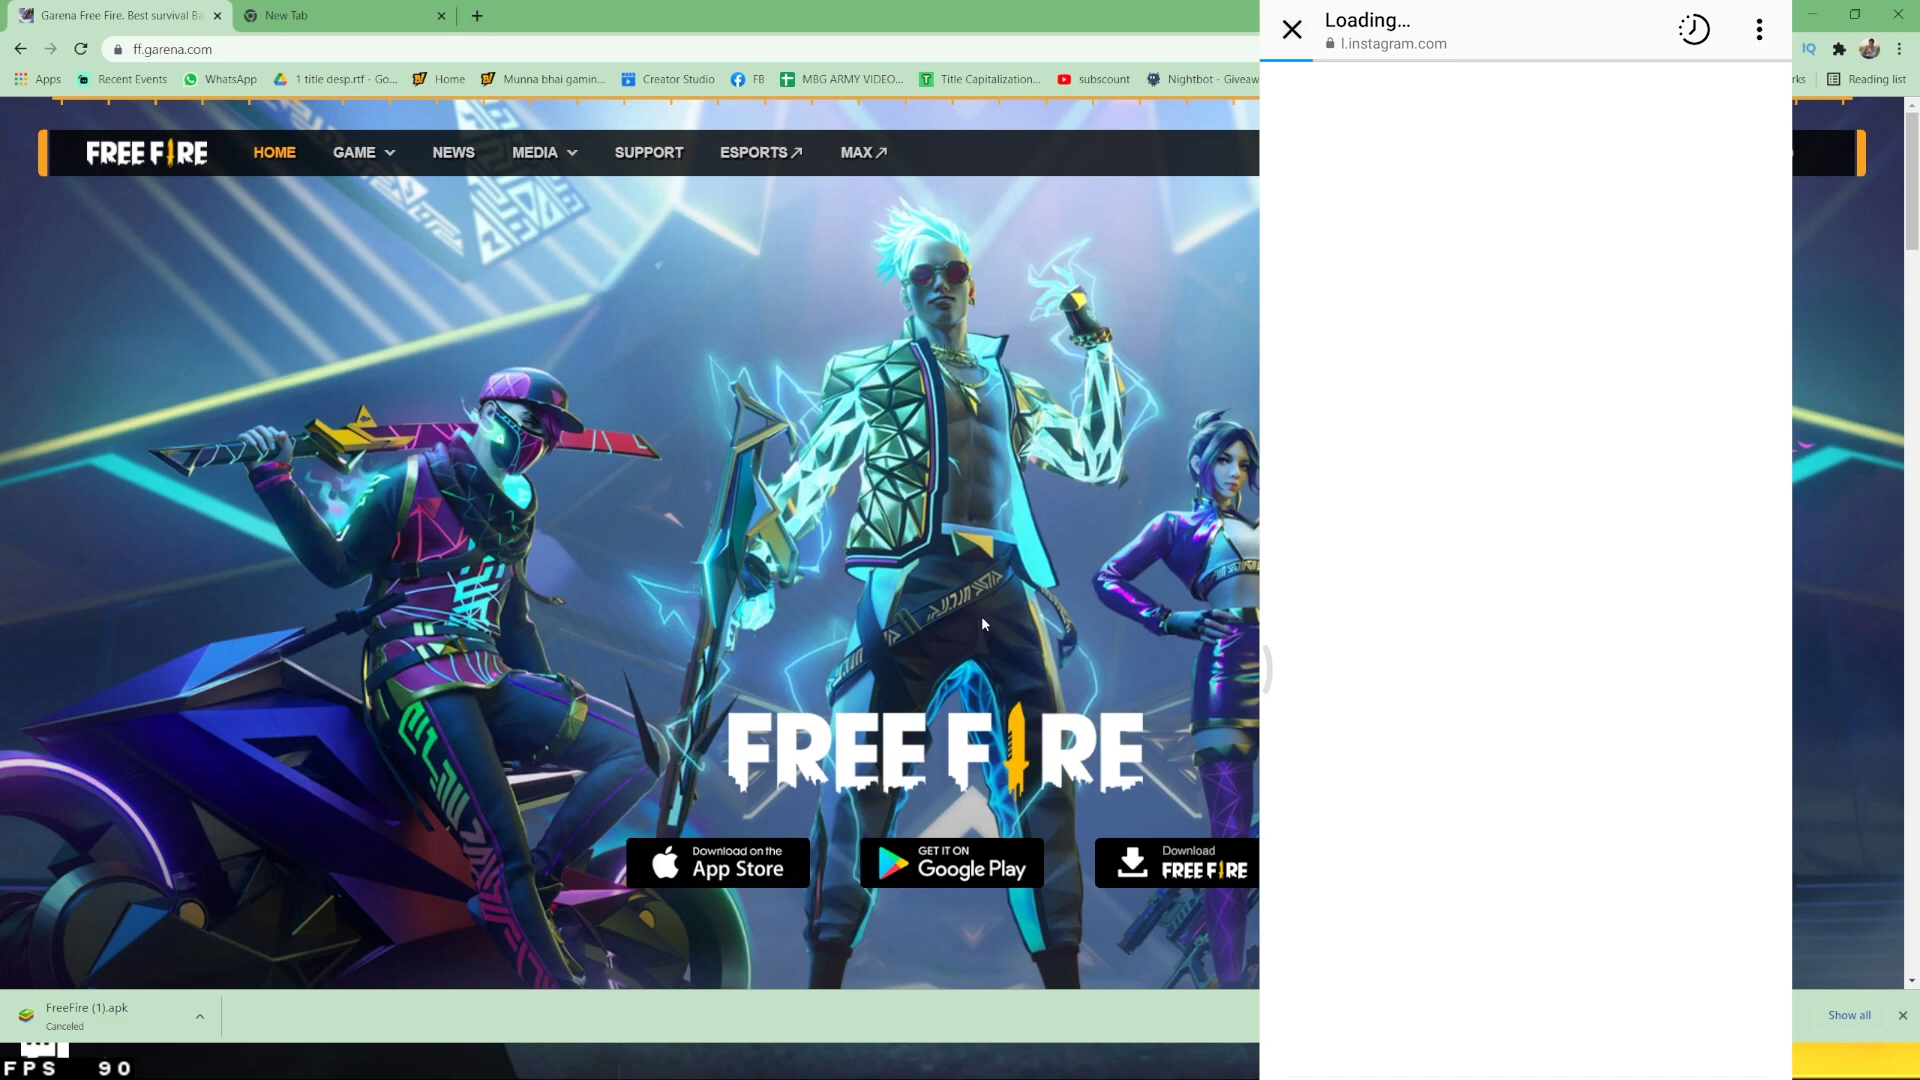 Garena Free Fire. Best survival Ba
New Tab
ff.garena.com
Apps
Recent Events
WhatsApp
1 title desp.rtf - Go...
Home
Munna bhai gamin...
Creator Studio
FB
MBG ARMY VIDEO...
Title Capitalization...
subscount
Nightbot - Giveaw
rks
Reading list
Loading...
l.instagram.com
IQ
FREE FIRE
HOME
GAME
NEWS
MEDIA
SUPPORT
ESPORTS
MAX
FREE FIRE
Download on the
App Store
GET IT ON
Google Play
Download
FREE FIRE
FreeFire (1).apk
Canceled
Show all
FPS 90